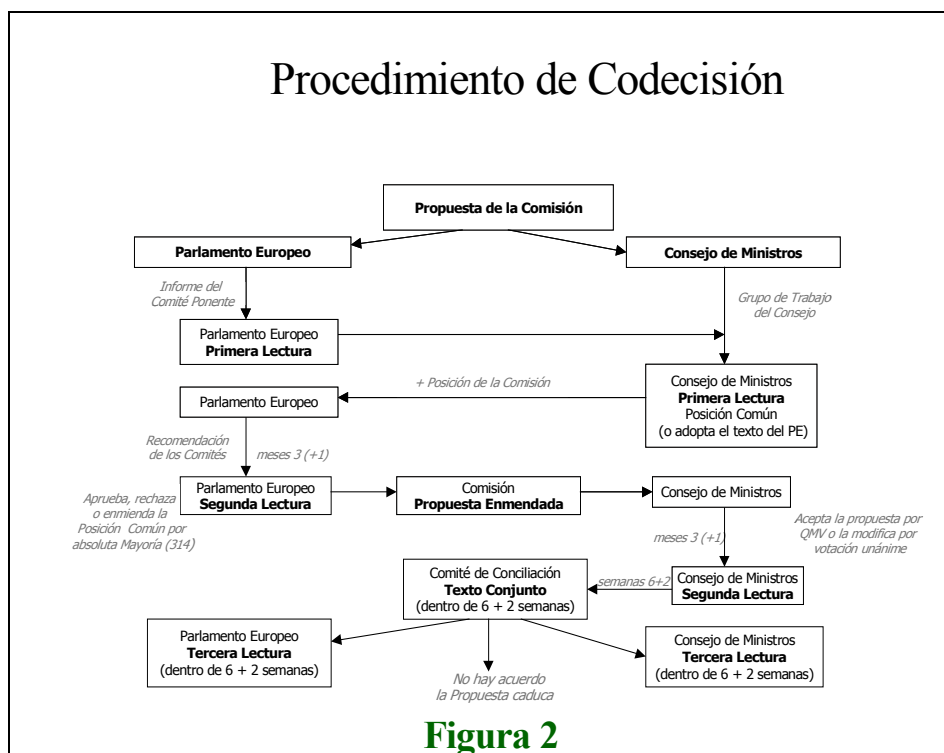 Procedimiento de Codecisión
Propuesta de la Comisión
Parlamento Europeo
Consejo de Ministros
Informe del
Comité Ponente
Grupo de Trabajo
del Consejo
Parlamento Europeo
Primera Lectura
+ Posición de la Comisión
Consejo de Ministros
Primera Lectura
Posición Común
(o adopta el texto del PE)
Parlamento Europeo
Recomendación
de los Comités
meses 3 (+1)
Aprueba, rechaza
o enmienda la
Posición Común por
absoluta Mayoría (314)
Parlamento Europeo
Segunda Lectura
Comisión
Propuesta Enmendada
Consejo de Ministros
meses 3 (+1)
Acepta la propuesta por
QMV o la modifica por
votación unánime
Comité de Conciliación
Texto Conjunto
(dentro de 6 + 2 semanas)
semanas 6+2
Consejo de Ministros
Segunda Lectura
Parlamento Europeo
Tercera Lectura
(dentro de 6 + 2 semanas)
No hay acuerdo
la Propuesta caduca
Consejo de Ministros
Tercera Lectura
(dentro de 6 + 2 semanas)
Figura 2